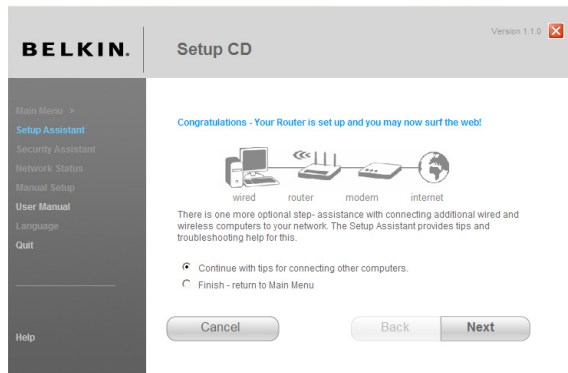 BELKIN.
Setup CD
Version 1.1.0
Main Menu >
Setup Assistant
Security Assistant
Network Status
Manual Setup
User Manual
Language
Quit
Help
Congratulations - Your Router is set up and you may now surf the web!
wired router modem internet
There is one more optional step- assistance with connecting additional wired and
wireless computers to your network. The Setup Assistant provides tips and
troubleshooting help for this.
Continue with tips for connecting other computers.
Finish - return to Main Menu
Cancel
Back
Next